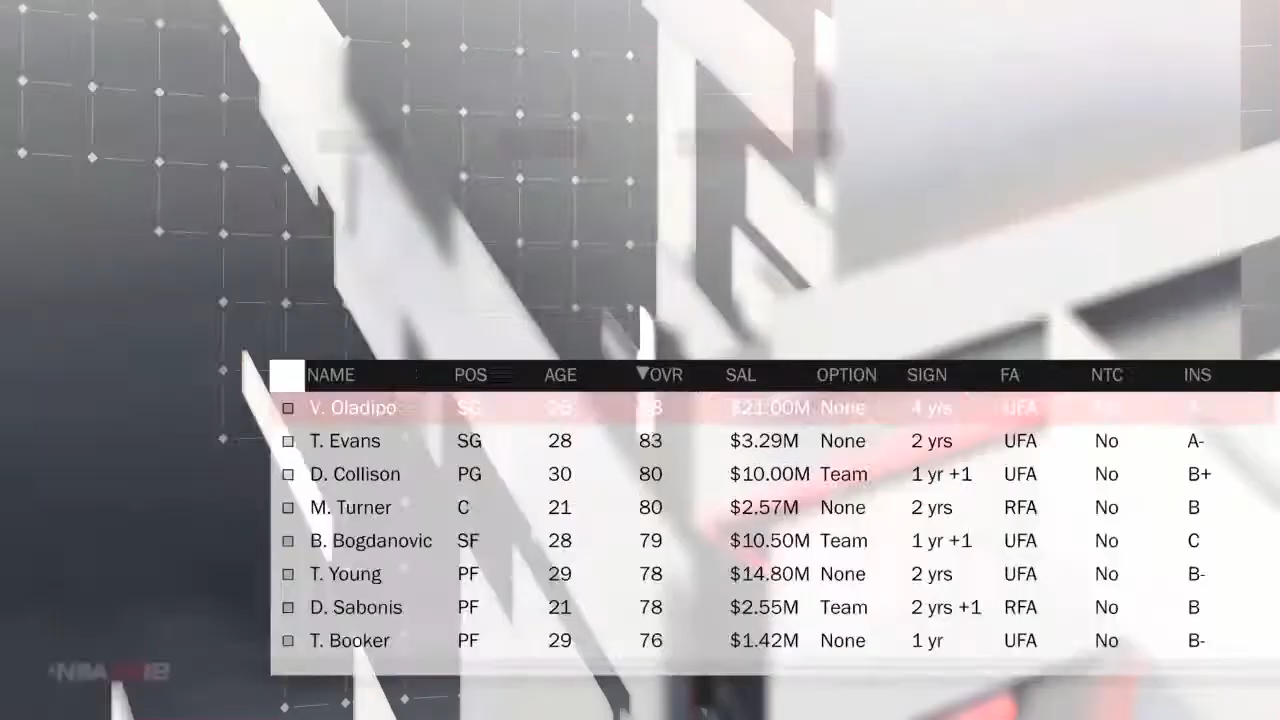 NAME POS AGE ▼OVR SAL OPTION SIGN FA NTC INS
V. Oladipo SG $21.00M None 4 yrs UFA
T. Evans SG 28 83 $3.29M None 2 yrs UFA No A-
D. Collison PG 30 80 $10.00M Team 1 yr +1 UFA No B+
M. Turner C 21 80 $2.57M None 2 yrs RFA No B
B. Bogdanovic SF 28 79 $10.50M Team 1 yr +1 UFA No C
T. Young PF 29 78 $14.80M None 2 yrs UFA No B-
D. Sabonis PF 21 78 $2.55M Team 2 yrs +1 RFA No B
T. Booker PF 29 76 $1.42M None 1 yr UFA No B-
NBA